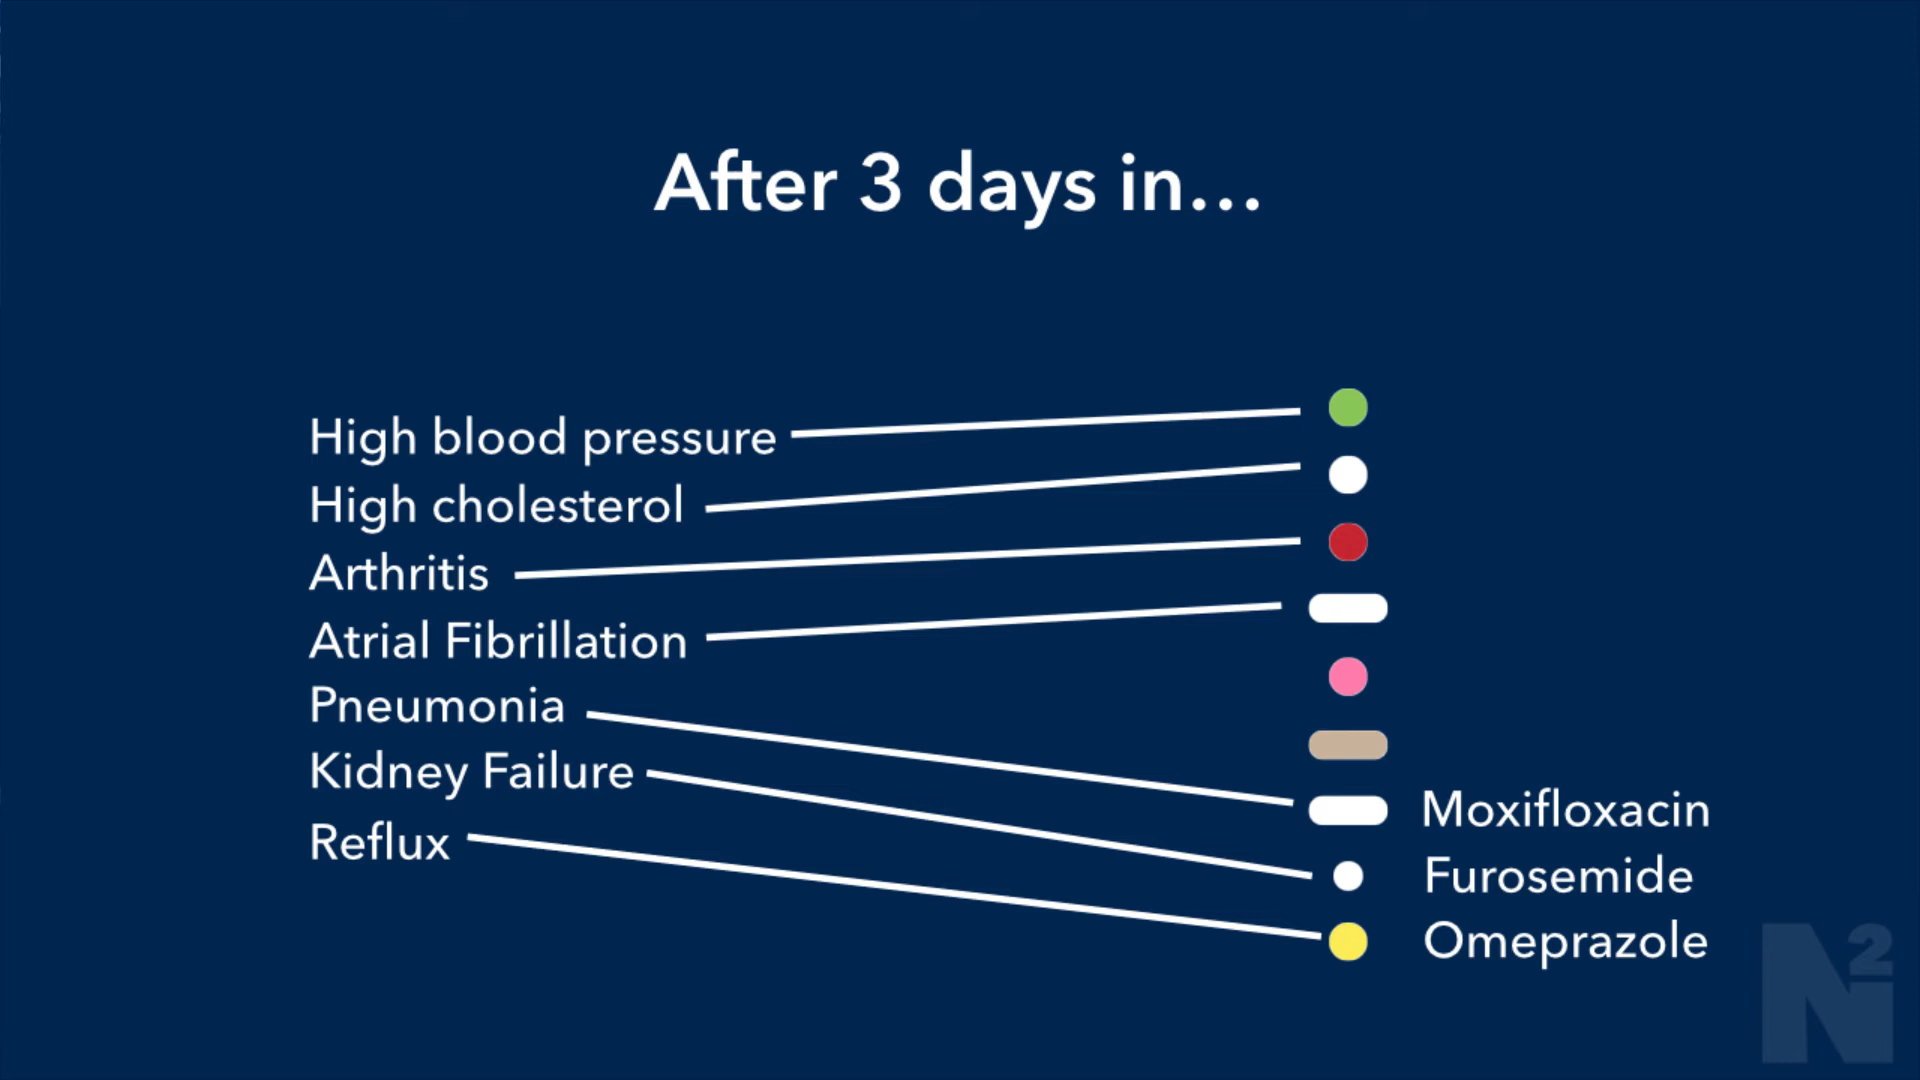 After 3 days in...
High blood pressure
High cholesterol
Arthritis
Atrial Fibrillation
Pneumonia
Kidney Failure
Reflux
Moxifloxacin
Furosemide
Omeprazole
N2